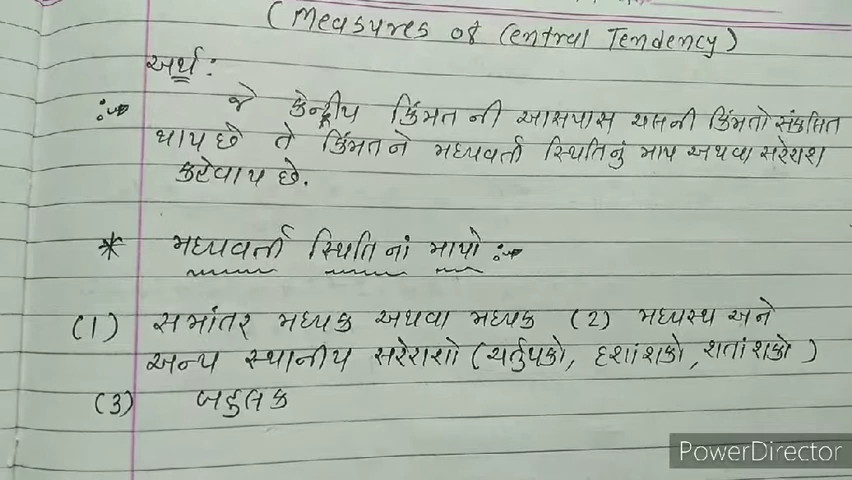 (Measures of Central Tendency)
અર્થ :
જે કેન્દ્રીય કિંમત ની આસપાસ ચલની કિંમતો સંકલિત
થાય છે તે કિંમતને મધ્યવર્તી સ્થિતિનું માપ અથવા સરેરાશ
કહેવાય છે.
* મધ્યવર્તી સ્થિતિ નાં માપો :→
(1) સમાંતર મધ્યક અથવા મધ્યક (2) મધ્યસ્થ અને
અન્ય સ્થાનીય સરેરાશો (ચર્તુથકો, દશાંશકો, શતાંશકો)
(3) બહુલક
PowerDirector